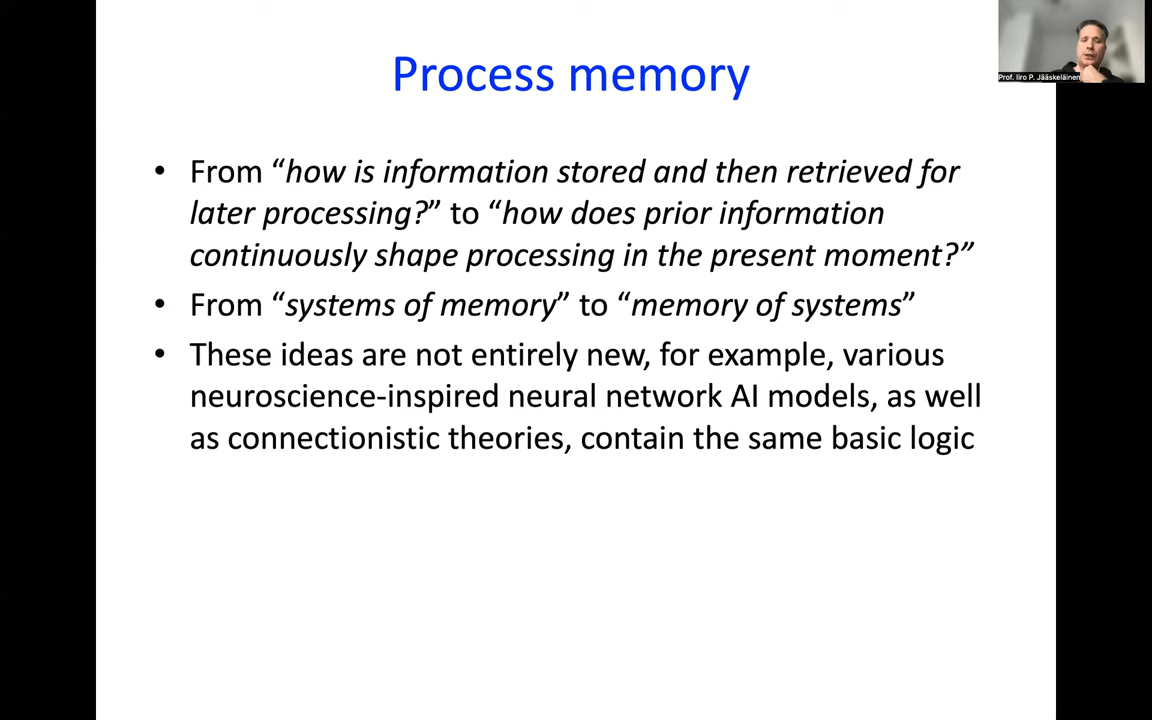 Process memory
Prof. Iiro P. Jääskeläinen
• From “how is information stored and then retrieved for
later processing?” to “how does prior information
continuously shape processing in the present moment?”
• From “systems of memory” to “memory of systems”
• These ideas are not entirely new, for example, various
neuroscience-inspired neural network AI models, as well
as connectionistic theories, contain the same basic logic